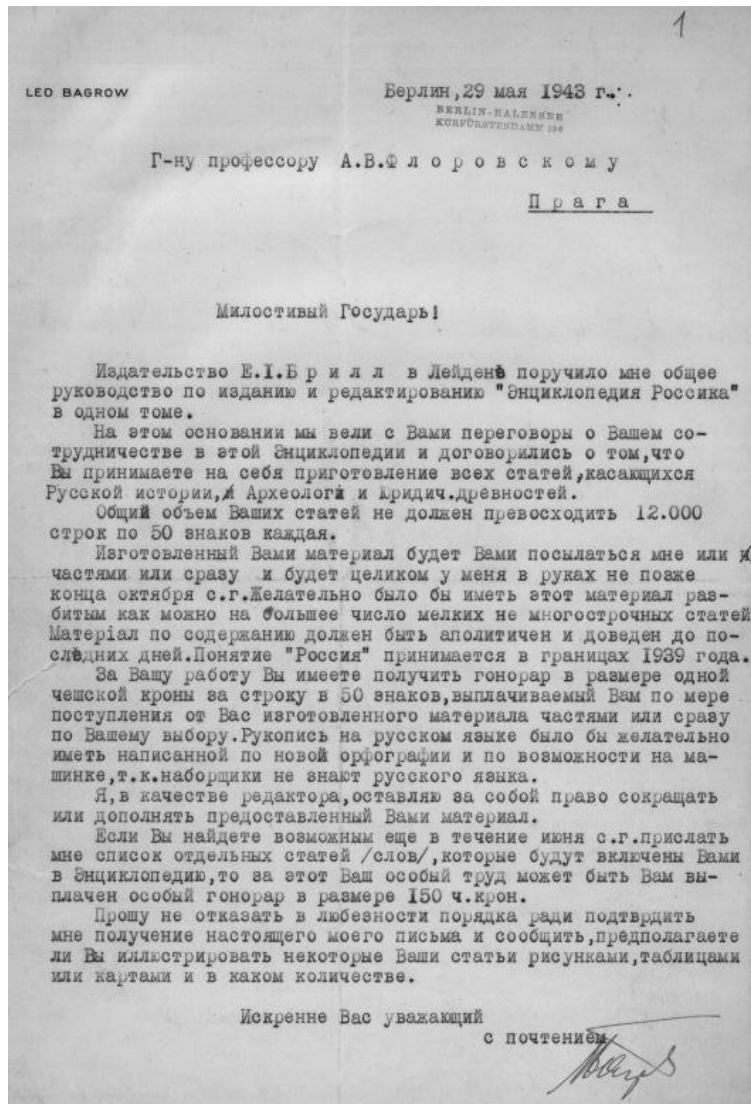 1
LEO BAGROW
Берлин, 29 мая 1943 г..
BERLIN-HALENSEE
KURFÜRSTENDAMM
Г-ну профессору А.В.Ф л о р о в с к о м у
П р а г а
Милостивый Государь!
Издательство Е.I.Б р и л л в Лейдене поручило мне общее
руководство по изданию и редактированию "Энциклопедия Россика"
в одном томе.
На этом основании мы вели с Вами переговоры о Вашем со-
трудничестве в этой Энциклопедии и договорились о том,что
Вы принимаете на себя приготовление всех статей,касающихся
Русской истории, Археологи и юридич.древностей.
Общий объем Ваших статей не должен превосходить 12.000
строк по 50 знаков каждая.
Изготовленный Вами материал будет Вами посылаться мне или
частями или сразу и будет целиком у меня в руках не позже
конца октября с.г.Желательно было бы иметь этот материал раз-
битым как можно на большее число мелких не многострочных статей
Матерiал по содержанию должен быть аполитичен и доведен до по-
следних дней.Понятие "Россия" принимается в границах 1939 года.
За Вашу работу Вы имеете получить гонорар в размере одной
чешской кроны за строку в 50 знаков,выплачиваемый Вам по мере
поступления от Вас изготовленного материала частями или сразу
по Вашему выбору.Рукопись на русском языке было бы желательно
иметь написанной по новой орфографии и по возможности на ма-
шинке,т.к.наборщики не знают русского языка.
Я,в качестве редактора,оставляю за собой право сокращать
или дополнять предоставленный Вами материал.
Если Вы найдете возможным еще в течение июня с.г.прислать
мне список отдельных статей /слов/,которые будут включены Вами
в Энциклопедию,то за этот Ваш особый труд может быть Вам вы-
плачен особый гонорар в размере 150 ч.крон.
Прошу не отказать в любезности порядка ради подтврдить
мне получение настоящего моего письма и сообщить,предполагаете
ли Вы иллюстрировать некоторые Ваши статьи рисунками,таблицами
или картами и в каком количестве.
Искренне Вас уважающий
с почтением